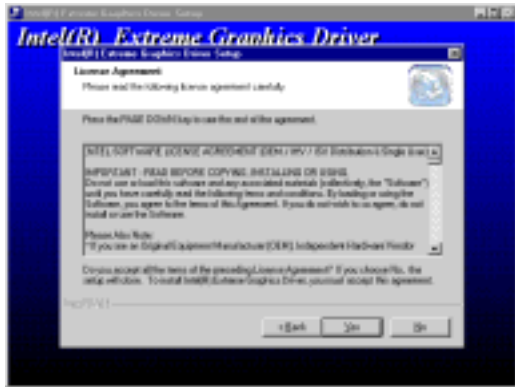 Intel(R) Extreme Graphics Driver Setup
Intel(R) Extreme Graphics Driver
Intel(R) Extreme Graphics Driver Setup
License Agreement
Please read the following license agreement carefully.
Press the PAGE DOWN key to see the rest of the agreement.
INTEL SOFTWARE LICENSE AGREEMENT (OEM / IHV / ISV Distribution & Single User)
IMPORTANT - READ BEFORE COPYING, INSTALLING OR USING.
Do not use or load this software and any associated materials (collectively, the "Software")
until you have carefully read the following terms and conditions. By loading or using the
Software, you agree to the terms of this Agreement. If you do not wish to so agree, do not
install or use the Software.
Please Also Note:
* If you are an Original Equipment Manufacturer (OEM), Independent Hardware Vendor
Do you accept all the terms of the preceding License Agreement? If you choose No, the
setup will close. To install Intel(R) Extreme Graphics Driver, you must accept this agreement.
InstallShield
< Back
Yes
No